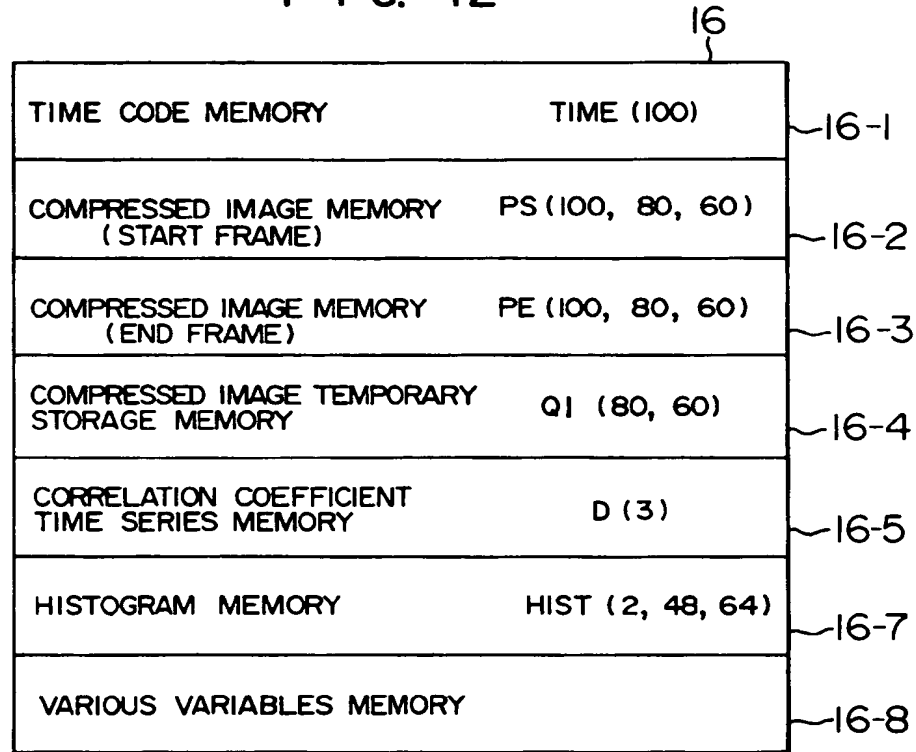 FIG. 12
16
TIME CODE MEMORY TIME (100) 16-1
COMPRESSED IMAGE MEMORY PS (100, 80, 60)
(START FRAME) 16-2
COMPRESSED IMAGE MEMORY PE (100, 80, 60)
(END FRAME) 16-3
COMPRESSED IMAGE TEMPORARY
STORAGE MEMORY Q1 (80, 60) 16-4
CORRELATION COEFFICIENT
TIME SERIES MEMORY D (3) 16-5
HISTOGRAM MEMORY HIST (2, 48, 64) 16-7
VARIOUS VARIABLES MEMORY 16-8